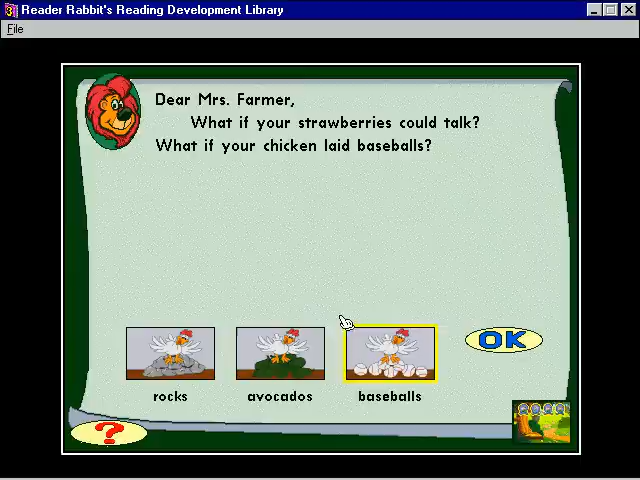 Reader Rabbit's Reading Development Library
File
Dear Mrs. Farmer,
What if your strawberries could talk?
What if your chicken laid baseballs?
OK
rocks avocados baseballs
?